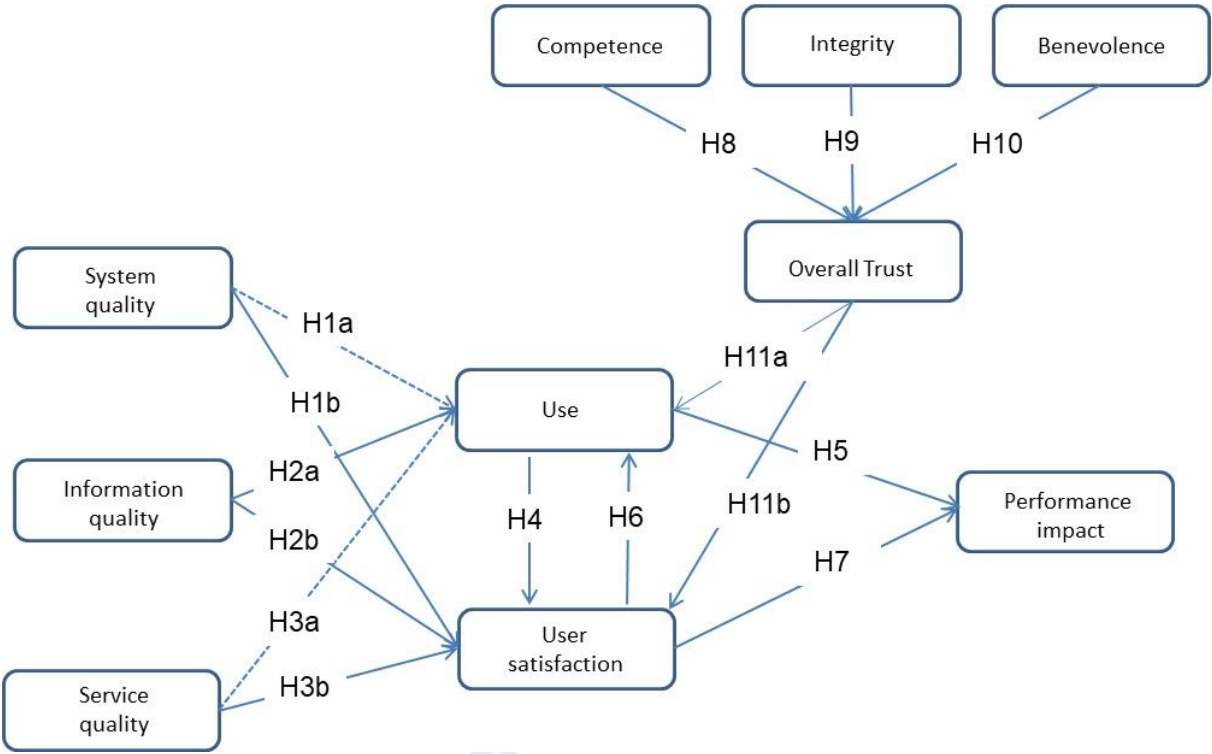 Competence
Integrity
Benevolence
H8
H9
H10
Overall Trust
System
quality
H1a
H11a
H1b
Use
H2a
H5
Information
quality
H11b
Performance
impact
H4
H6
H2b
H7
H3a
User
satisfaction
H3b
Service
quality